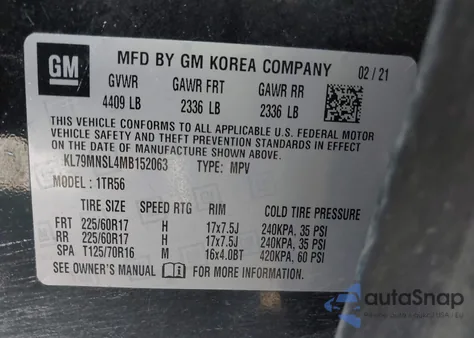 GM
MFD BY GM KOREA COMPANY 02 / 21
GVWR GAWR FRT GAWR RR
4409 LB 2336 LB 2336 LB
THIS VEHICLE CONFORMS TO ALL APPLICABLE U.S. FEDERAL MOTOR
VEHICLE SAFETY, BUMPER, AND THEFT PREVENTION STANDARDS IN EFFECT
ON THE DATE OF MANUFACTURE SHOWN ABOVE.
KL79MNSL4MB152063 TYPE: MPV
MODEL : 1TR56
TIRE SIZE SPEED RTG RIM COLD TIRE PRESSURE
FRT 225/60R17 H 17x7.5J 240KPA, 35 PSI
RR 225/60R17 H 17x7.5J 240KPA, 35 PSI
SPA T125/70R16 M 16x4.0BT 420KPA, 60 PSI
SEE OWNER'S MANUAL i FOR MORE INFORMATION.
autoSnap